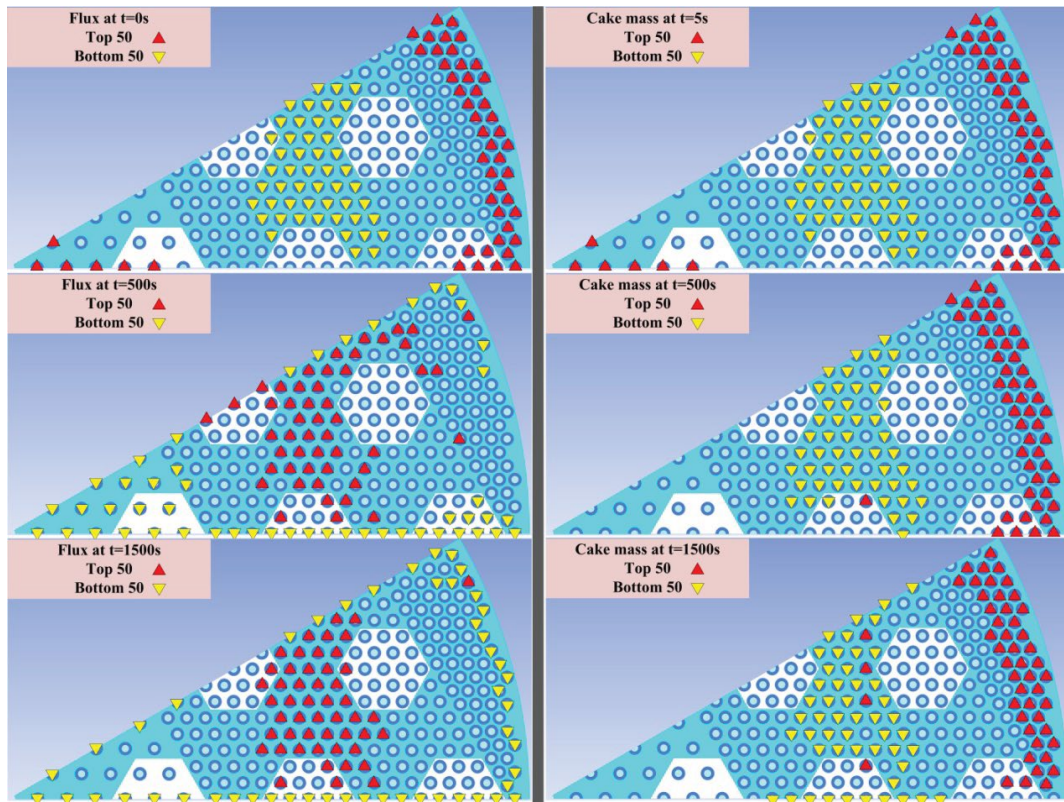 Flux at t=0s
Top 50
Bottom 50
Cake mass at t=5s
Top 50
Bottom 50
Flux at t=500s
Top 50
Bottom 50
Cake mass at t=500s
Top 50
Bottom 50
Flux at t=1500s
Top 50
Bottom 50
Cake mass at t=1500s
Top 50
Bottom 50